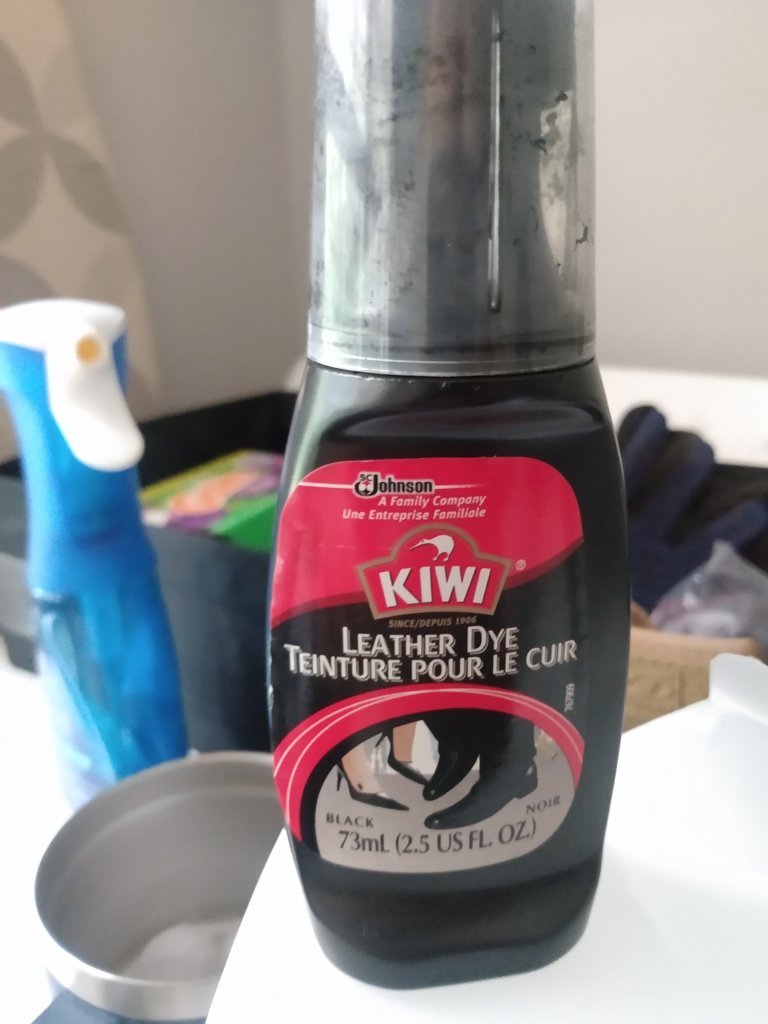 SC Johnson
A Family Company
Une Entreprise Familiale
KIWI®
SINCE/DEPUIS 1906
LEATHER DYE
TEINTURE POUR LE CUIR
BLACK
NOIR
73mL (2.5 US FL. OZ.)